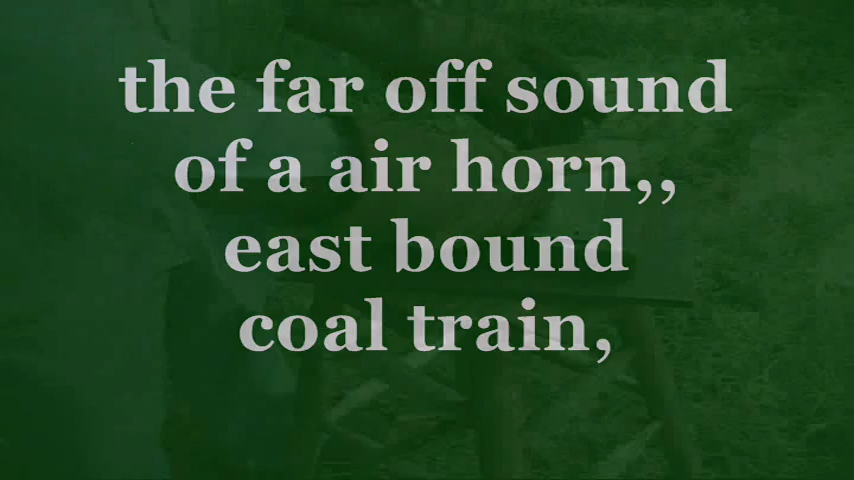 the far off sound
of a air horn,,
east bound
coal train,